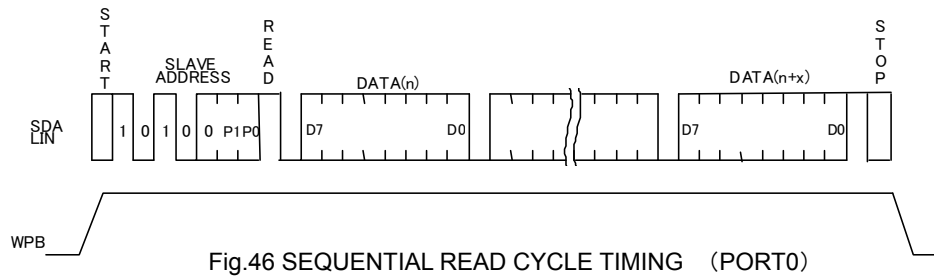 START
SLAVE
ADDRESS
READ
DATA(n)
DATA(n+x)
STOP
SDA
LIN
1 0 1 0 0 P1 P0
D7 D0
D7 D0
WPB
Fig.46 SEQUENTIAL READ CYCLE TIMING (PORT0)